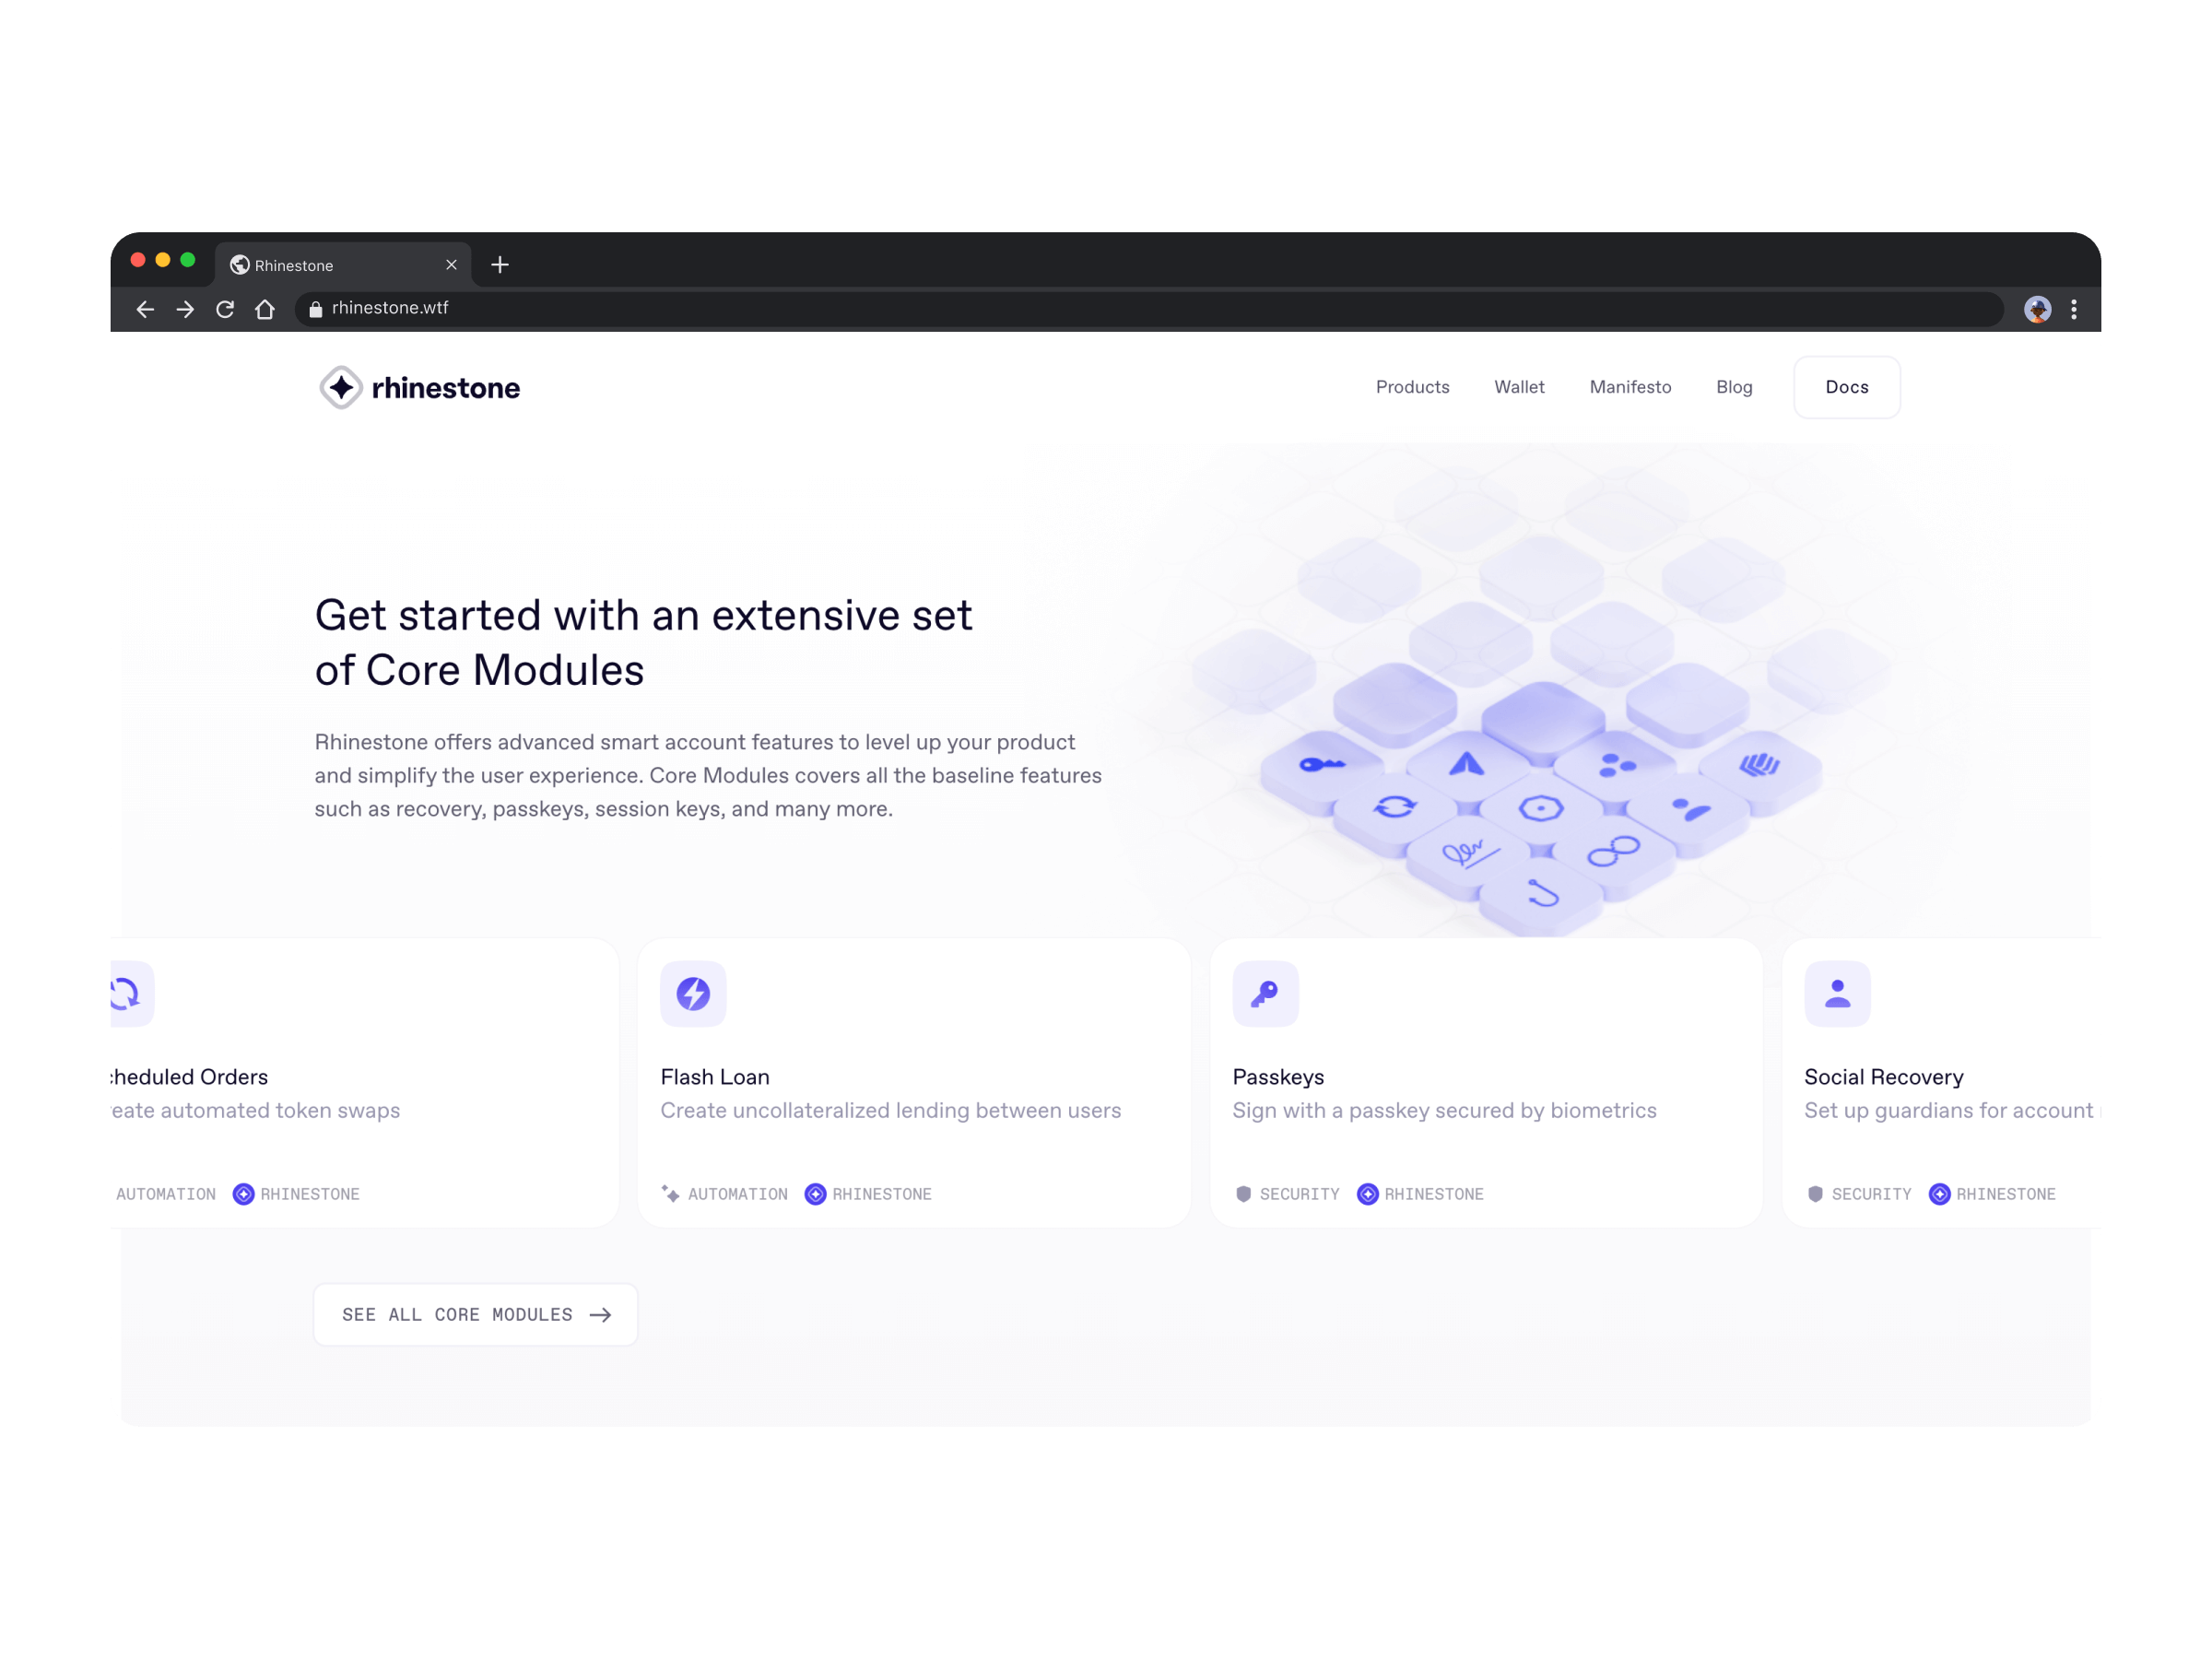 Rhinestone
rhinestone.wtf
rhinestone
Products
Wallet
Manifesto
Blog
Docs
Get started with an extensive set
of Core Modules
Rhinestone offers advanced smart account features to level up your product
and simplify the user experience. Core Modules covers all the baseline features
such as recovery, passkeys, session keys, and many more.
cheduled Orders
reate automated token swaps
AUTOMATION RHINESTONE
Flash Loan
Create uncollateralized lending between users
AUTOMATION RHINESTONE
Passkeys
Sign with a passkey secured by biometrics
SECURITY RHINESTONE
Social Recovery
Set up guardians for account
SECURITY RHINESTONE
SEE ALL CORE MODULES